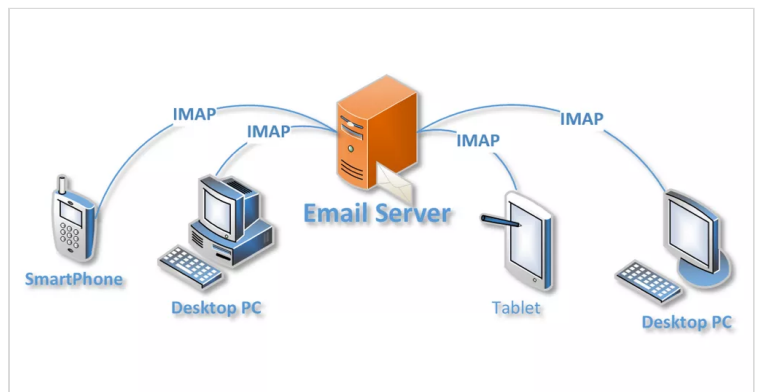 IMAP
IMAP
IMAP
IMAP
Email Server
SmartPhone
Desktop PC
Tablet
Desktop PC